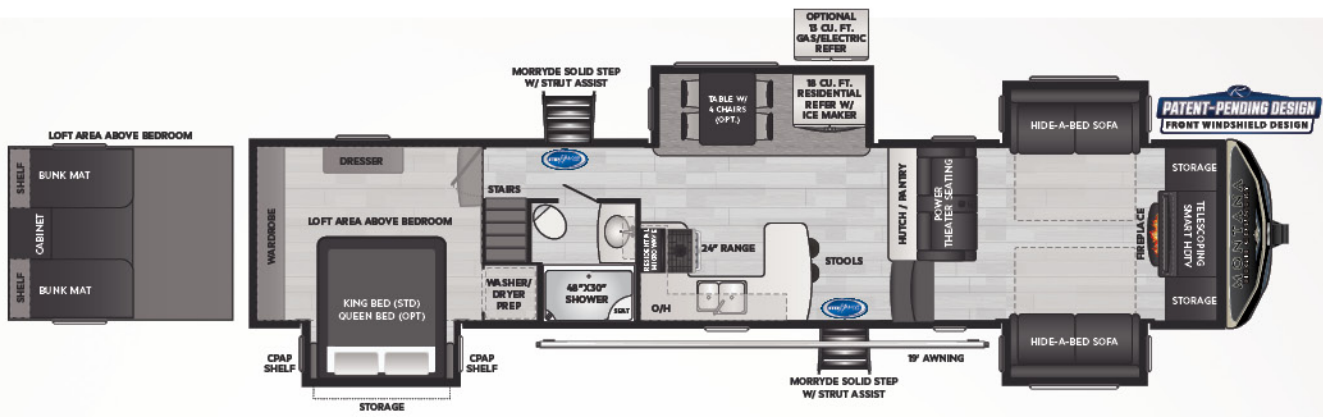 LOFT AREA ABOVE BEDROOM
SHELF
BUNK MAT
CABINET
SHELF
BUNK MAT
WARDROBE
DRESSER
LOFT AREA ABOVE BEDROOM
KING BED (STD)
QUEEN BED (OPT)
CPAP
SHELF
CPAP
SHELF
STORAGE
STAIRS
WASHER/
DRYER
PREP
MORRYDE SOLID STEP
W/ STRUT ASSIST
48"X30"
SHOWER
SEAT
RESIDENTIAL
MICROWAVE
24" RANGE
O/H
STOOLS
TABLE W/
4 CHAIRS
(OPT.)
OPTIONAL
13 CU. FT.
GAS/ELECTRIC
REFER
18 CU. FT.
RESIDENTIAL
REFER W/
ICE MAKER
HUTCH / PANTRY
POWER
THEATER SEATING
19' AWNING
MORRYDE SOLID STEP
W/ STRUT ASSIST
HIDE-A-BED SOFA
HIDE-A-BED SOFA
STORAGE
FIREPLACE
TELESCOPING
SMART HDTV
STORAGE
R
PATENT-PENDING DESIGN
FRONT WINDSHIELD DESIGN
MONTANA